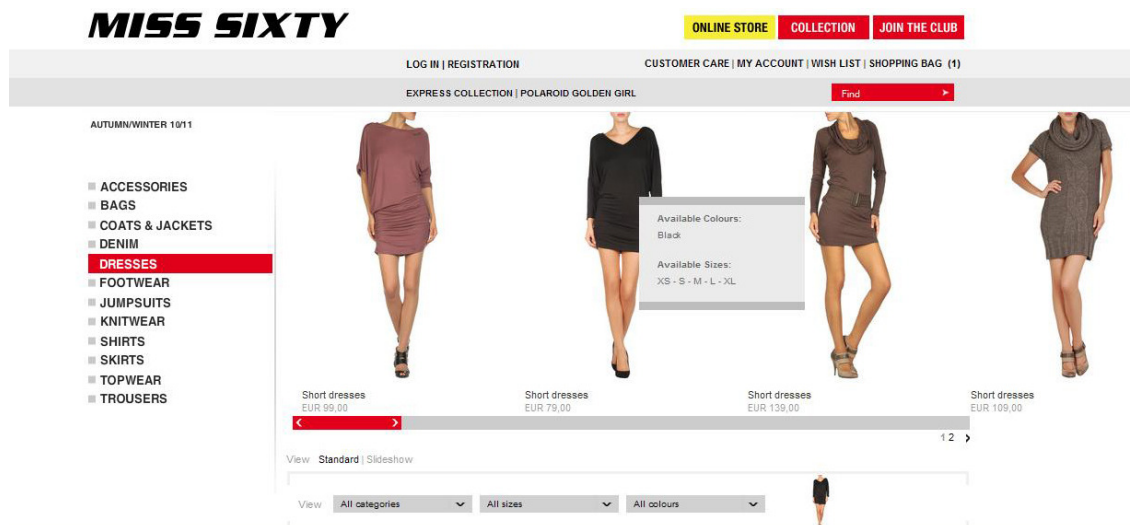 MISS SIXTY
ONLINE STORE COLLECTION JOIN THE CLUB
LOG IN | REGISTRATION CUSTOMER CARE | MY ACCOUNT | WISH LIST | SHOPPING BAG (1)
EXPRESS COLLECTION | POLAROID GOLDEN GIRL Find
AUTUMN/WINTER 10/11
ACCESSORIES
BAGS
COATS & JACKETS
DENIM
DRESSES
FOOTWEAR
JUMPSUITS
KNITWEAR
SHIRTS
SKIRTS
TOPWEAR
TROUSERS
Available Colours:
Black
Available Sizes:
XS - S - M - L - XL
Short dresses Short dresses Short dresses Short dresses
EUR 99,00 EUR 79,00 EUR 139,00 EUR 109,00
1 2
View Standard | Slideshow
View All categories All sizes All colours